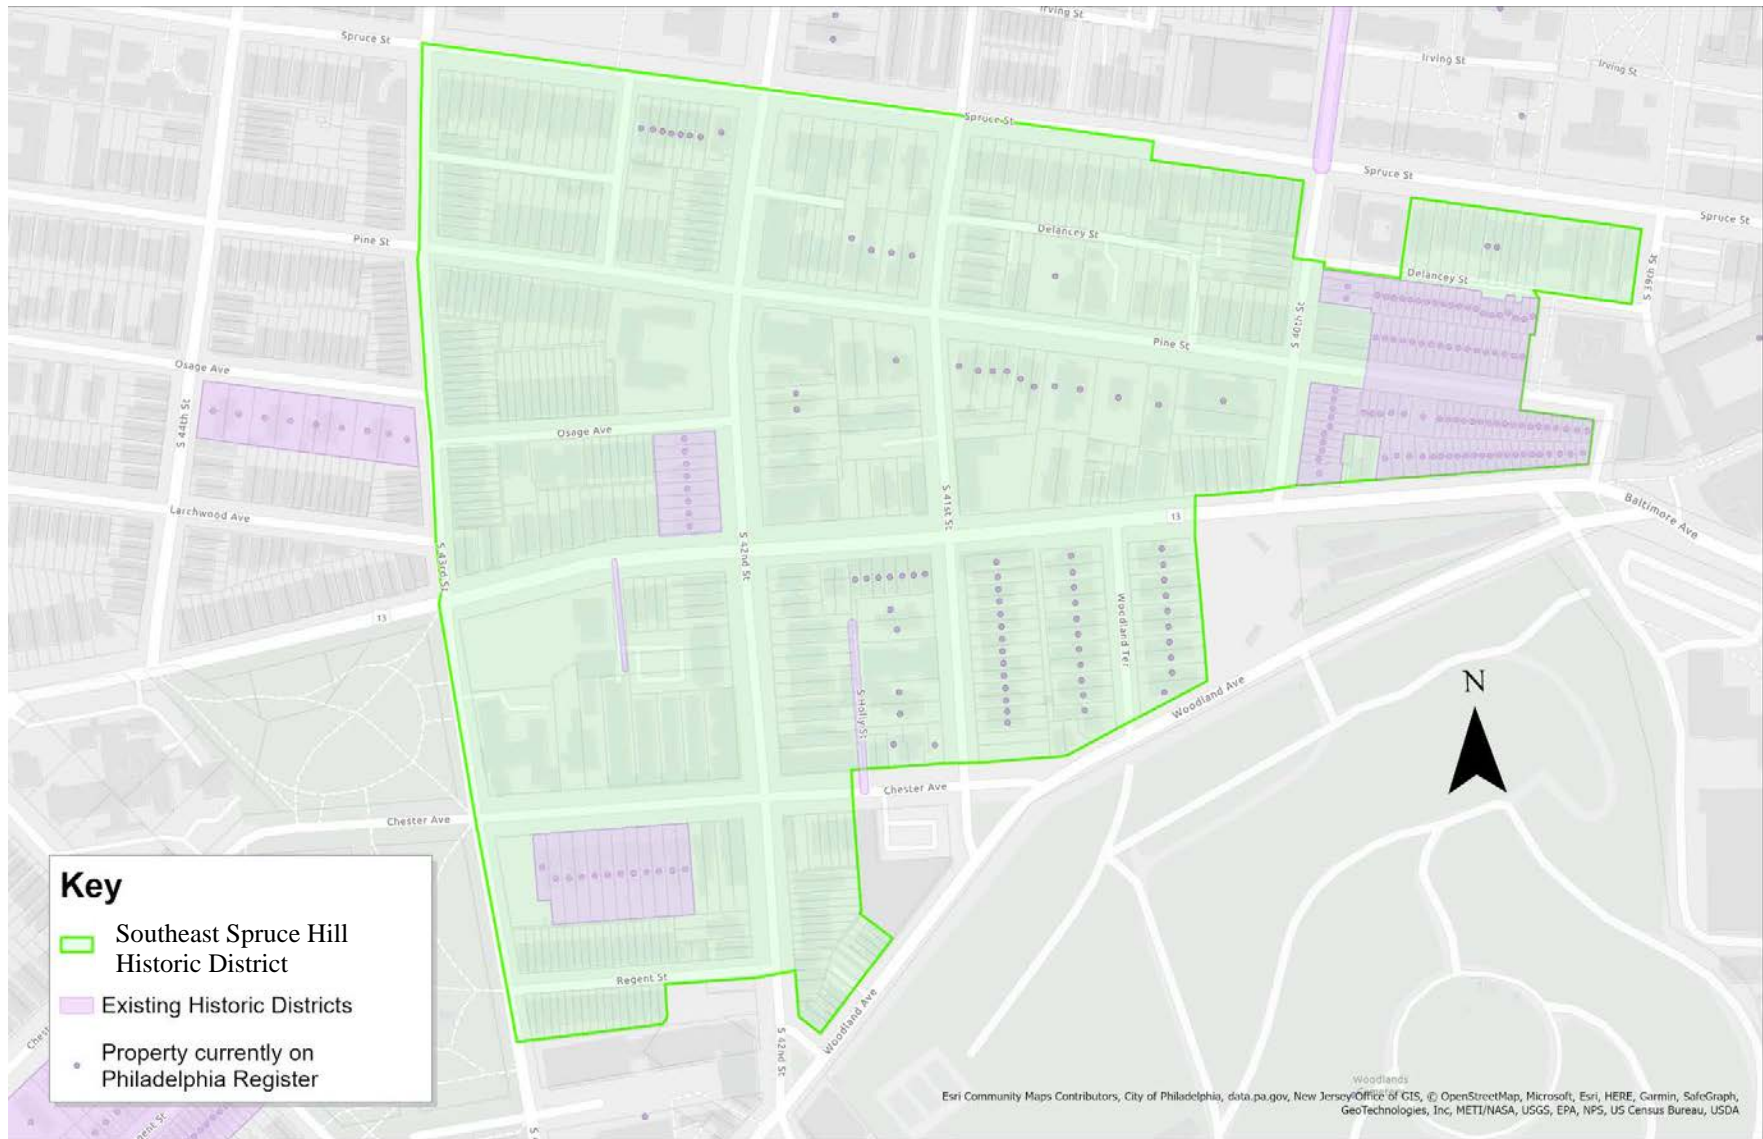 Irving St
Spruce St
Irving St
Irving St
Spruce St
Spruce St
Spruce St
Pine St
Delancey St
Delancey St
S 39th St
S 40th St
Pine St
Osage Ave
S 44th St
Osage Ave
Larchwood Ave
S 41st St
13
Baltimore Ave
S 42nd St
S 43rd St
13
Woodland Ter
S Holly St
Woodland Ave
N
Chester Ave
Chester Ave
Key
Southeast Spruce Hill
Historic District
Existing Historic Districts
Property currently on
Philadelphia Register
Regent St
Woodland Ave
S 42nd St
Woodlands
Esri Community Maps Contributors, City of Philadelphia, data.pa.gov, New Jersey Office of GIS, © OpenStreetMap, Microsoft, Esri, HERE, Garmin, SafeGraph,
GeoTechnologies, Inc, METI/NASA, USGS, EPA, NPS, US Census Bureau, USDA